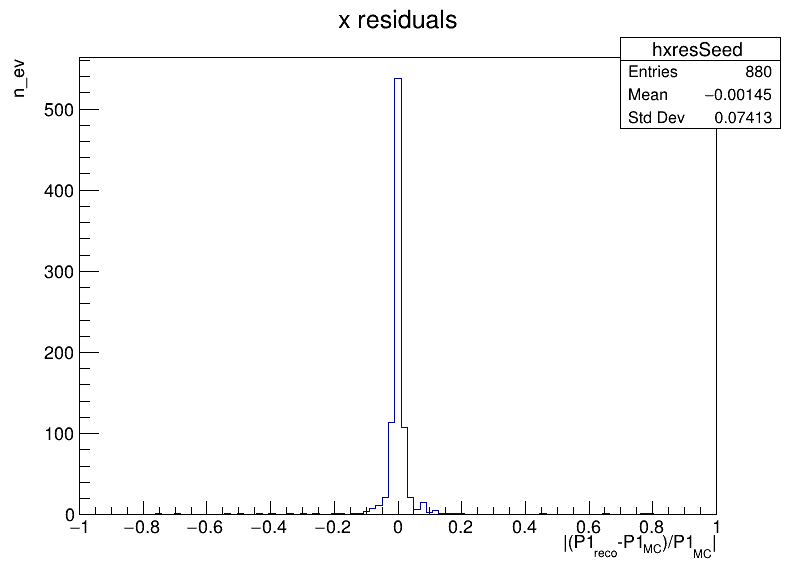 x residuals
hxresSeed
Entries 880
Mean −0.00145
Std Dev 0.07413
n_ev
500
400
300
200
100
0
−1 −0.8 −0.6 −0.4 −0.2 0 0.2 0.4 0.6 0.8 1
|(P1reco-P1MC)/P1MC|